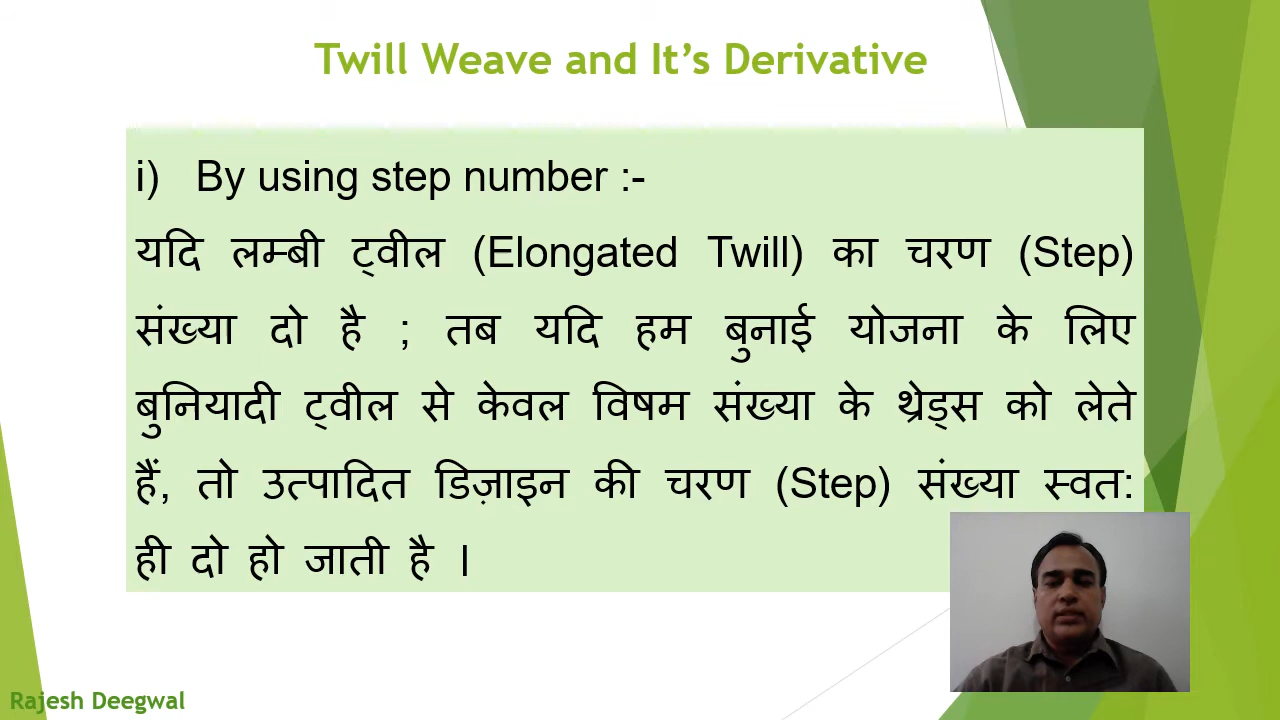 Twill Weave and It’s Derivative
i) By using step number :-
यदि लम्बी ट्वील (Elongated Twill) का चरण (Step)
संख्या दो है ; तब यदि हम बुनाई योजना के लिए
बुनियादी ट्वील से केवल विषम संख्या के थ्रेड्स को लेते
हैं, तो उत्पादित डिज़ाइन की चरण (Step) संख्या स्वत:
ही दो हो जाती है ।
Rajesh Deegwal